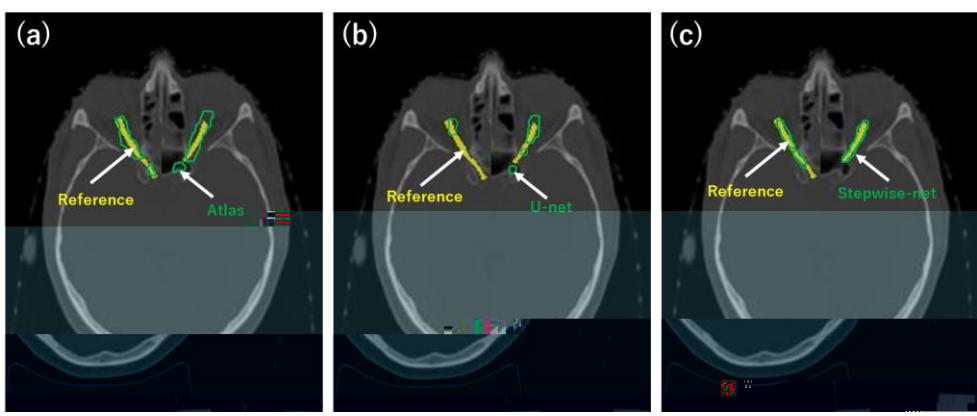 (a)
Reference
Atlas
(b)
Reference
U-net
(c)
Reference
Stepwise-net